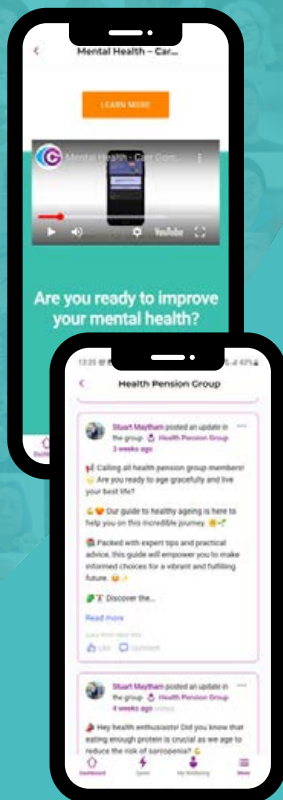 Mental Health – Car...
LEARN MORE
Mental Health - Care Com...
YouTube
Are you ready to improve
your mental health?
12:35
43%
Health Pension Group
Stuart Maytham posted an update in
the group Health Pension Group
3 weeks ago
📢 Calling all health pension group members!
🌟 Are you ready to age gracefully and live
your best life?
💪🧡 Our guide to healthy ageing is here to
help you on this incredible journey. 🌞🌱
📚 Packed with expert tips and practical
advice, this guide will empower you to make
informed choices for a vibrant and fulfilling
future. 😃✨
Discover the...
Read more
Like
Comment
Stuart Maytham posted an update in
the group Health Pension Group
4 weeks ago
📣 Hey health enthusiasts! Did you know that
eating enough protein is crucial as we age to
reduce the risk of sarcopenia? 💪
Dashboard
My Wellbeing
Menu